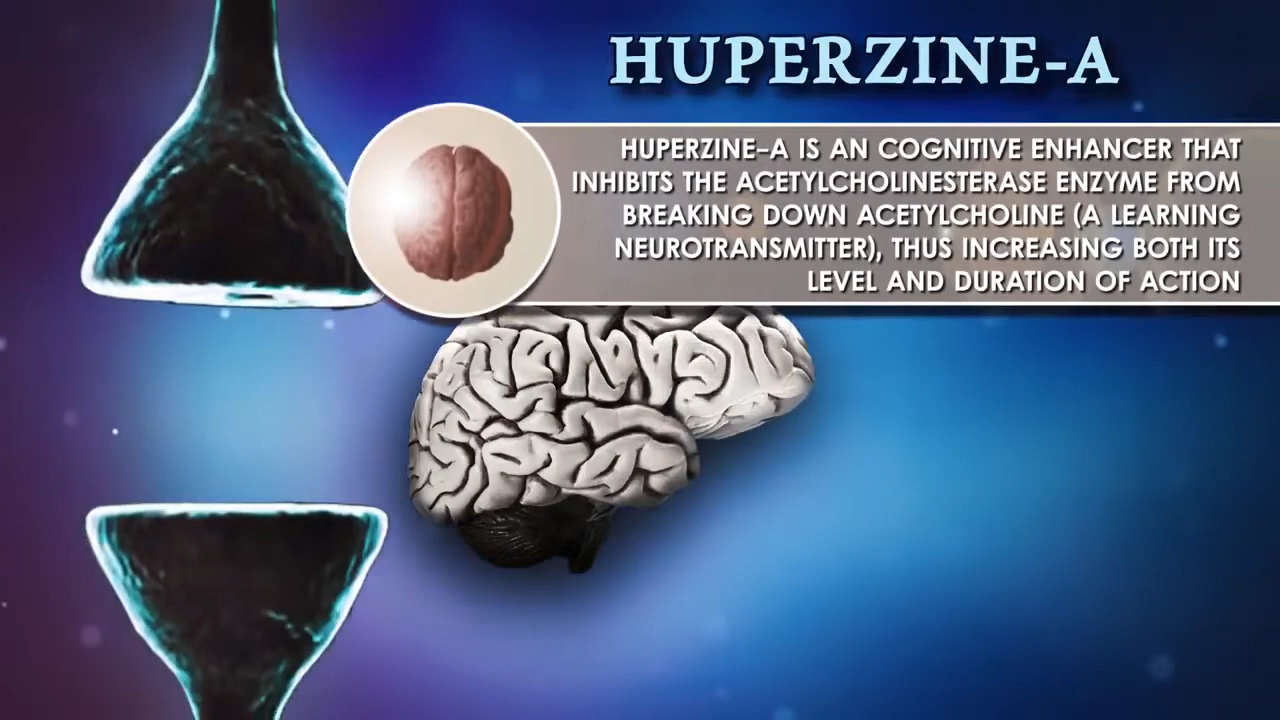 HUPERZINE-A
HUPERZINE-A IS AN COGNITIVE ENHANCER THAT
INHIBITS THE ACETYLCHOLINESTERASE ENZYME FROM
BREAKING DOWN ACETYLCHOLINE (A LEARNING
NEUROTRANSMITTER), THUS INCREASING BOTH ITS
LEVEL AND DURATION OF ACTION